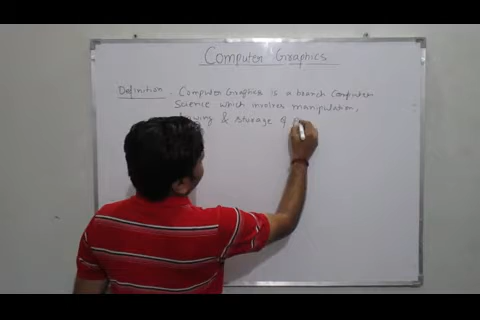 Computer Graphics
Definition . Computer Graphics is a branch Computer
Science which involves manipulation,
& storage of